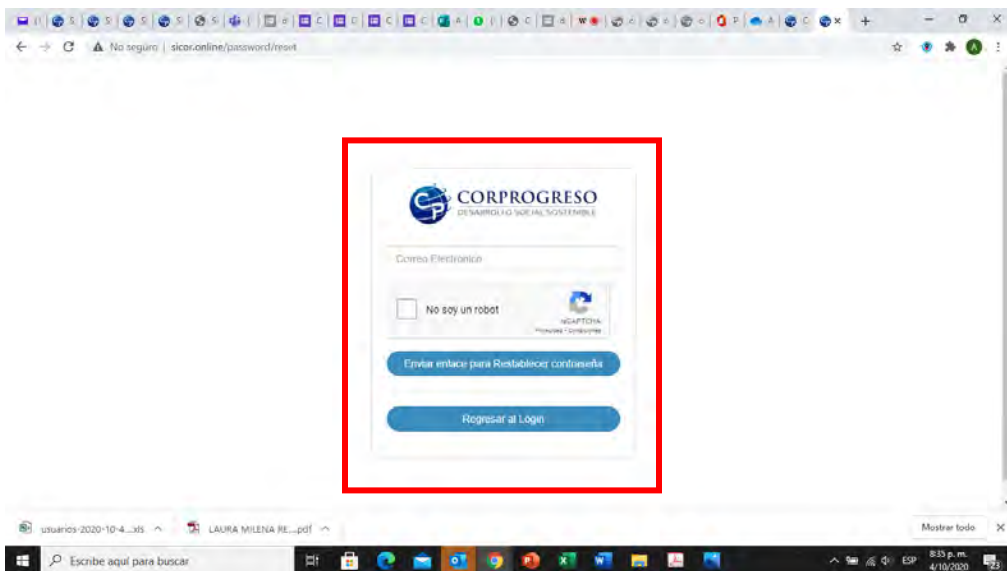 No seguro | sicor.online/password/reset
CORPROGRESO
DESARROLLO SOCIAL SOSTENIBLE
Correo Electronico
No soy un robot
reCAPTCHA
Privacidad - Condiciones
Enviar enlace para Restablecer contraseña
Regresar al Login
usuarios-2020-10-4....xls
LAURA MILENA RE....pdf
Mostrar todo
Escribe aquí para buscar
ESP
8:35 p. m.
4/10/2020